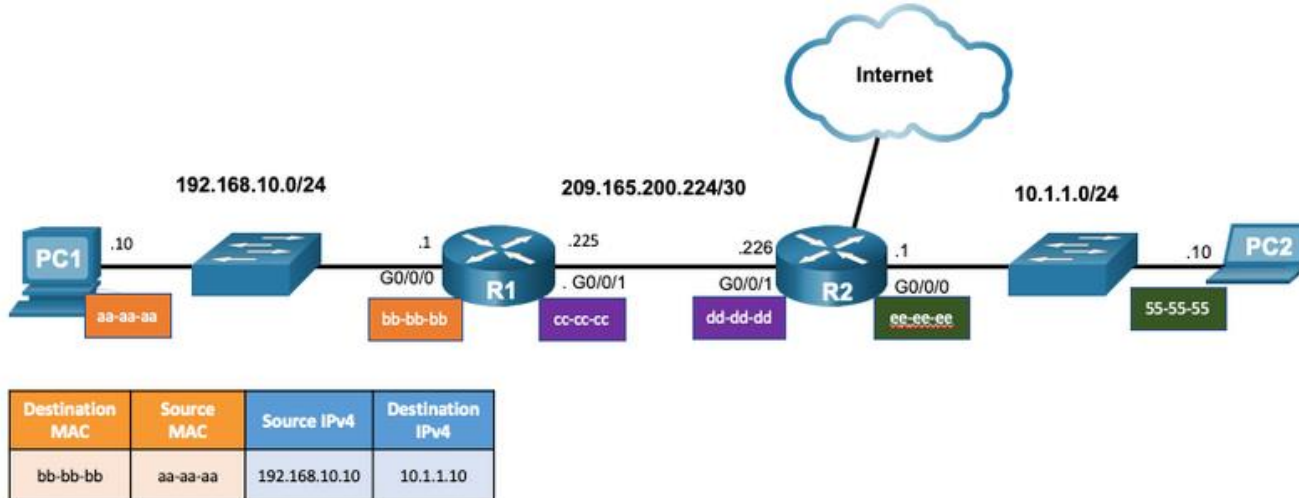 Internet
192.168.10.0/24
209.165.200.224/30
10.1.1.0/24
PC1
.10
.1
G0/0/0
R1
.225
. G0/0/1
.226
G0/0/1
R2
.1
G0/0/0
.10
PC2
aa-aa-aa
bb-bb-bb
cc-cc-cc
dd-dd-dd
ee-ee-ee
55-55-55
Destination MAC
Source MAC
Source IPv4
Destination IPv4
bb-bb-bb
aa-aa-aa
192.168.10.10
10.1.1.10